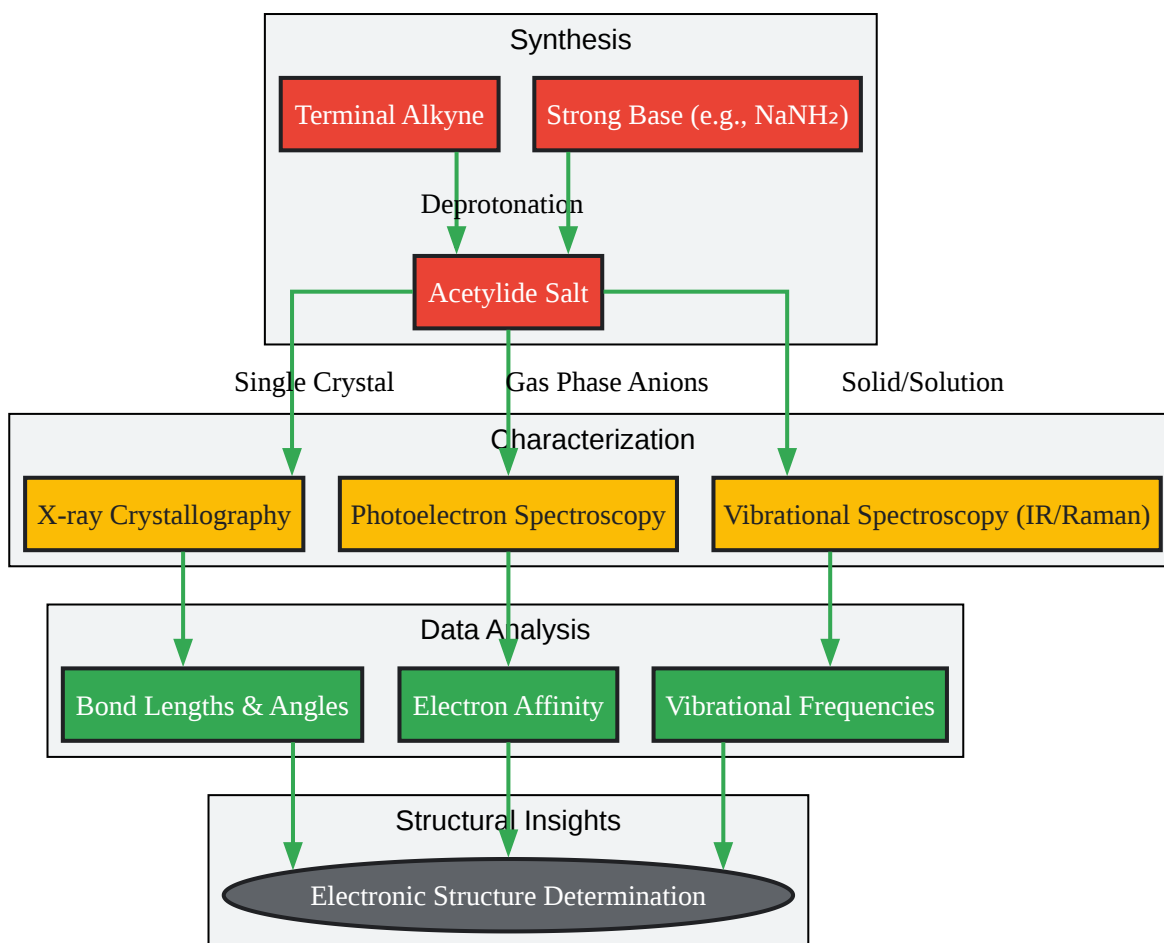 Synthesis
Terminal Alkyne
Strong Base (e.g., NaNH₂)
Deprotonation
Acetylide Salt
Single Crystal
Gas Phase Anions
Solid/Solution
Characterization
X-ray Crystallography
Photoelectron Spectroscopy
Vibrational Spectroscopy (IR/Raman)
Data Analysis
Bond Lengths & Angles
Electron Affinity
Vibrational Frequencies
Structural Insights
Electronic Structure Determination